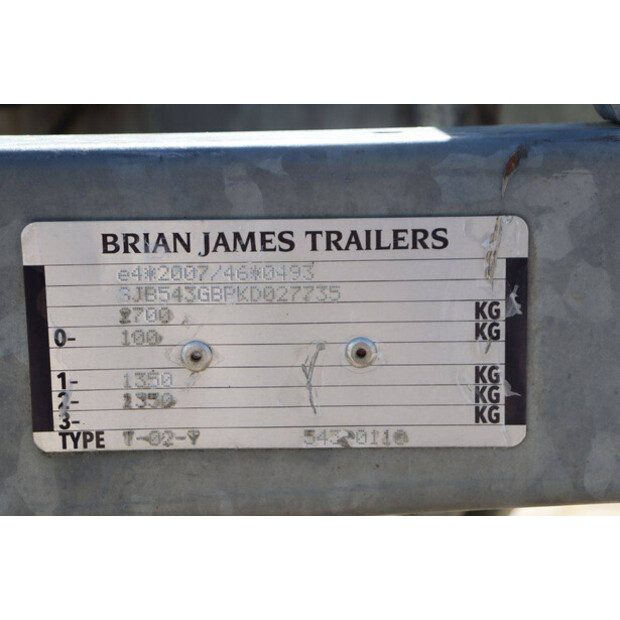 BRIAN JAMES TRAILERS
e4*2007/46*0493
SJB543GBPKD027735
2700 KG
0- 100 KG
1- 1350 KG
2- 1350 KG
3- KG
TYPE T-02-Y